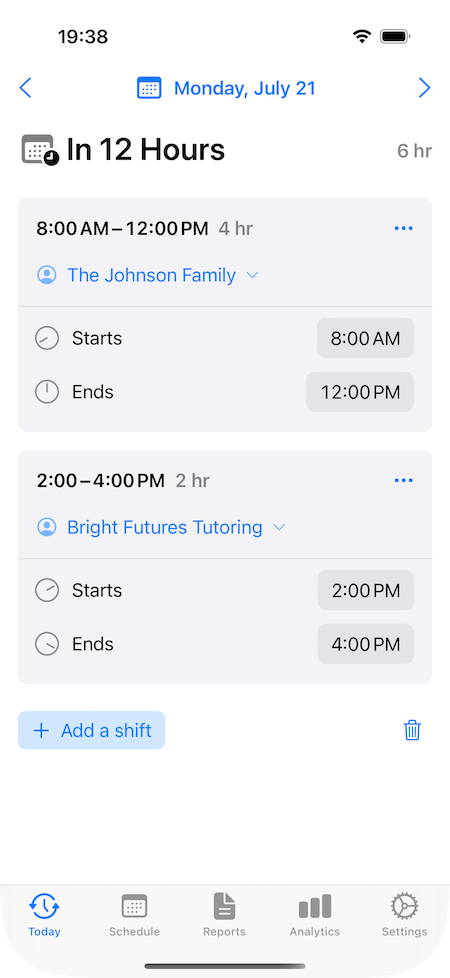 19:38
Monday, July 21
In 12 Hours 6 hr
8:00 AM – 12:00 PM 4 hr
The Johnson Family
Starts 8:00 AM
Ends 12:00 PM
2:00 – 4:00 PM 2 hr
Bright Futures Tutoring
Starts 2:00 PM
Ends 4:00 PM
+ Add a shift
Today Schedule Reports Analytics Settings